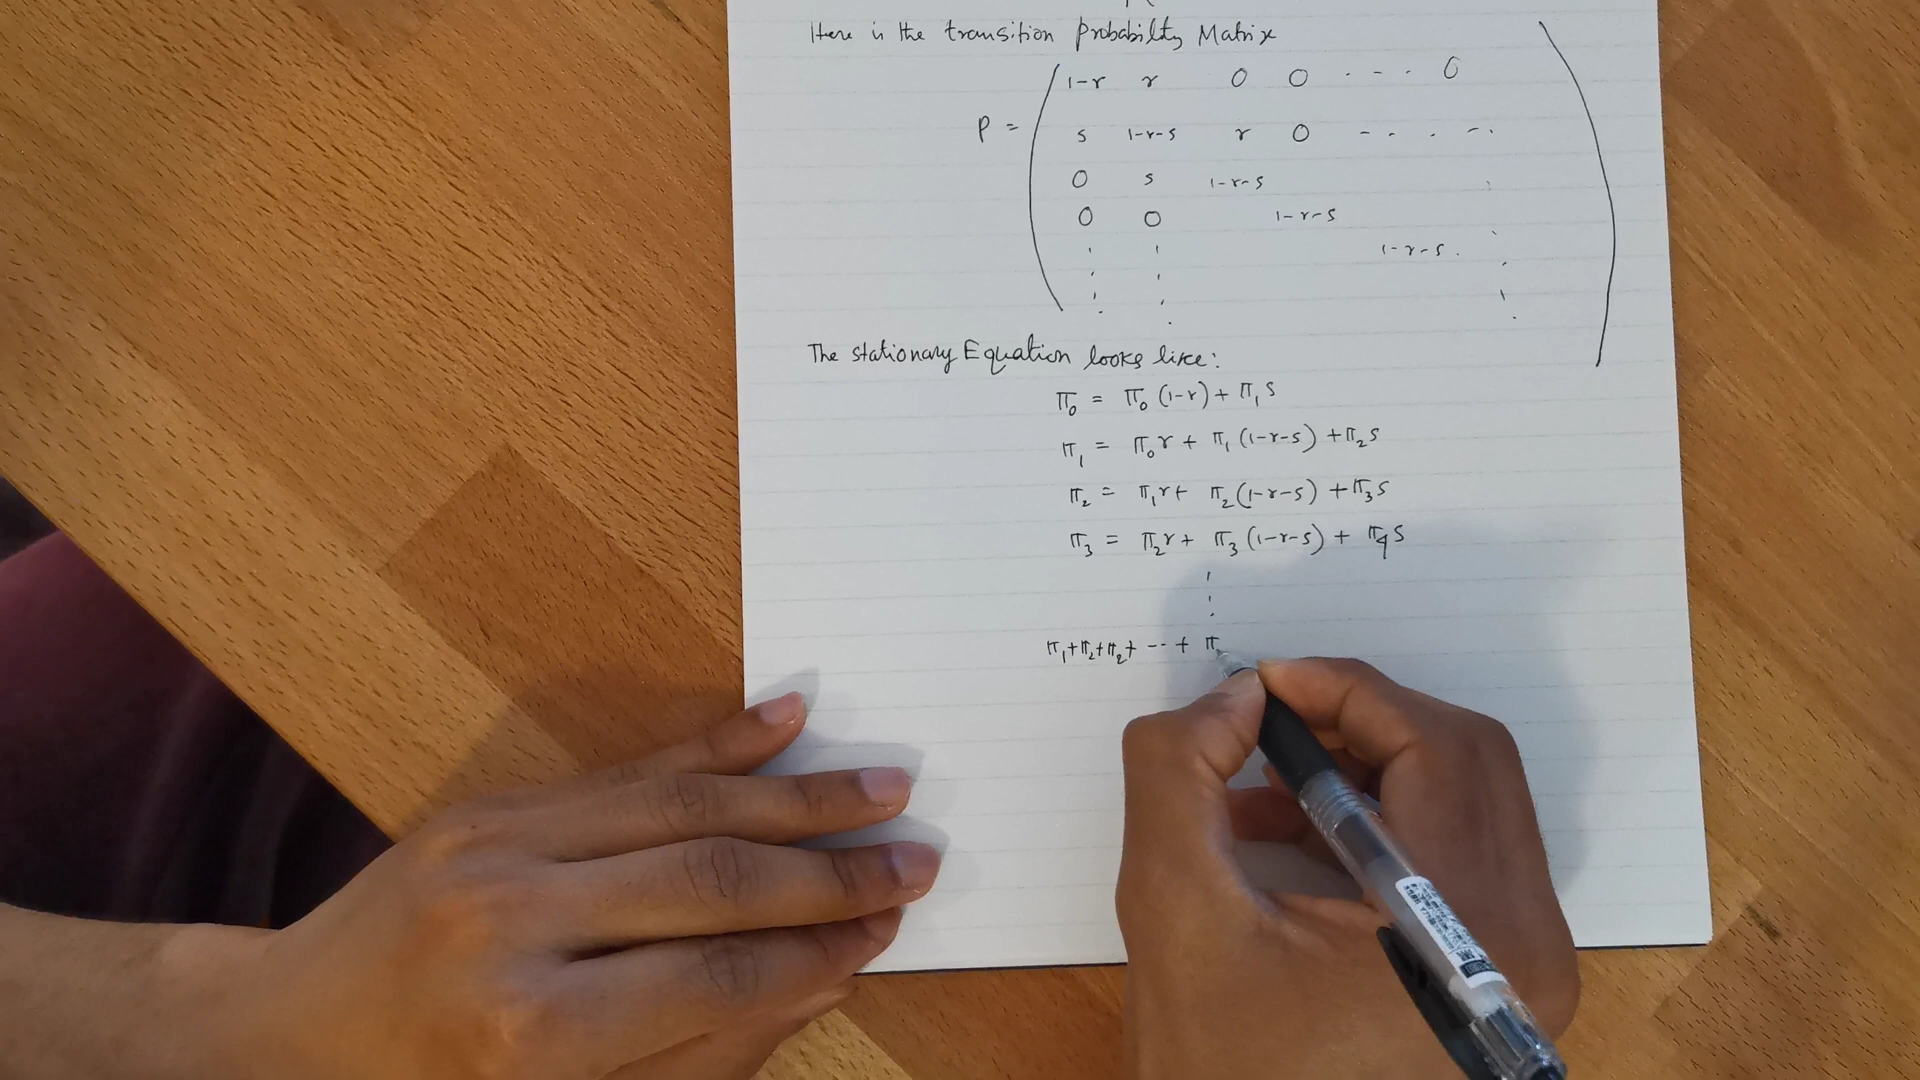 Here is the transition Probability Matrix
1-r r 0 0 . - - . 0
P = s 1-r-s r 0 - - . . - .
0 s 1-r-s
0 0 1-r-s
1-r-s .
The stationary Equation looks like:
π₀ = π₀ (1-r) + π₁ s
π₁ = π₀ r + π₁ (1-r-s) + π₂ s
π₂ = π₁ r + π₂ (1-r-s) + π₃ s
π₃ = π₂ r + π₃ (1-r-s) + π₄ s
π₁ + π₂ + π₂ + -- + π